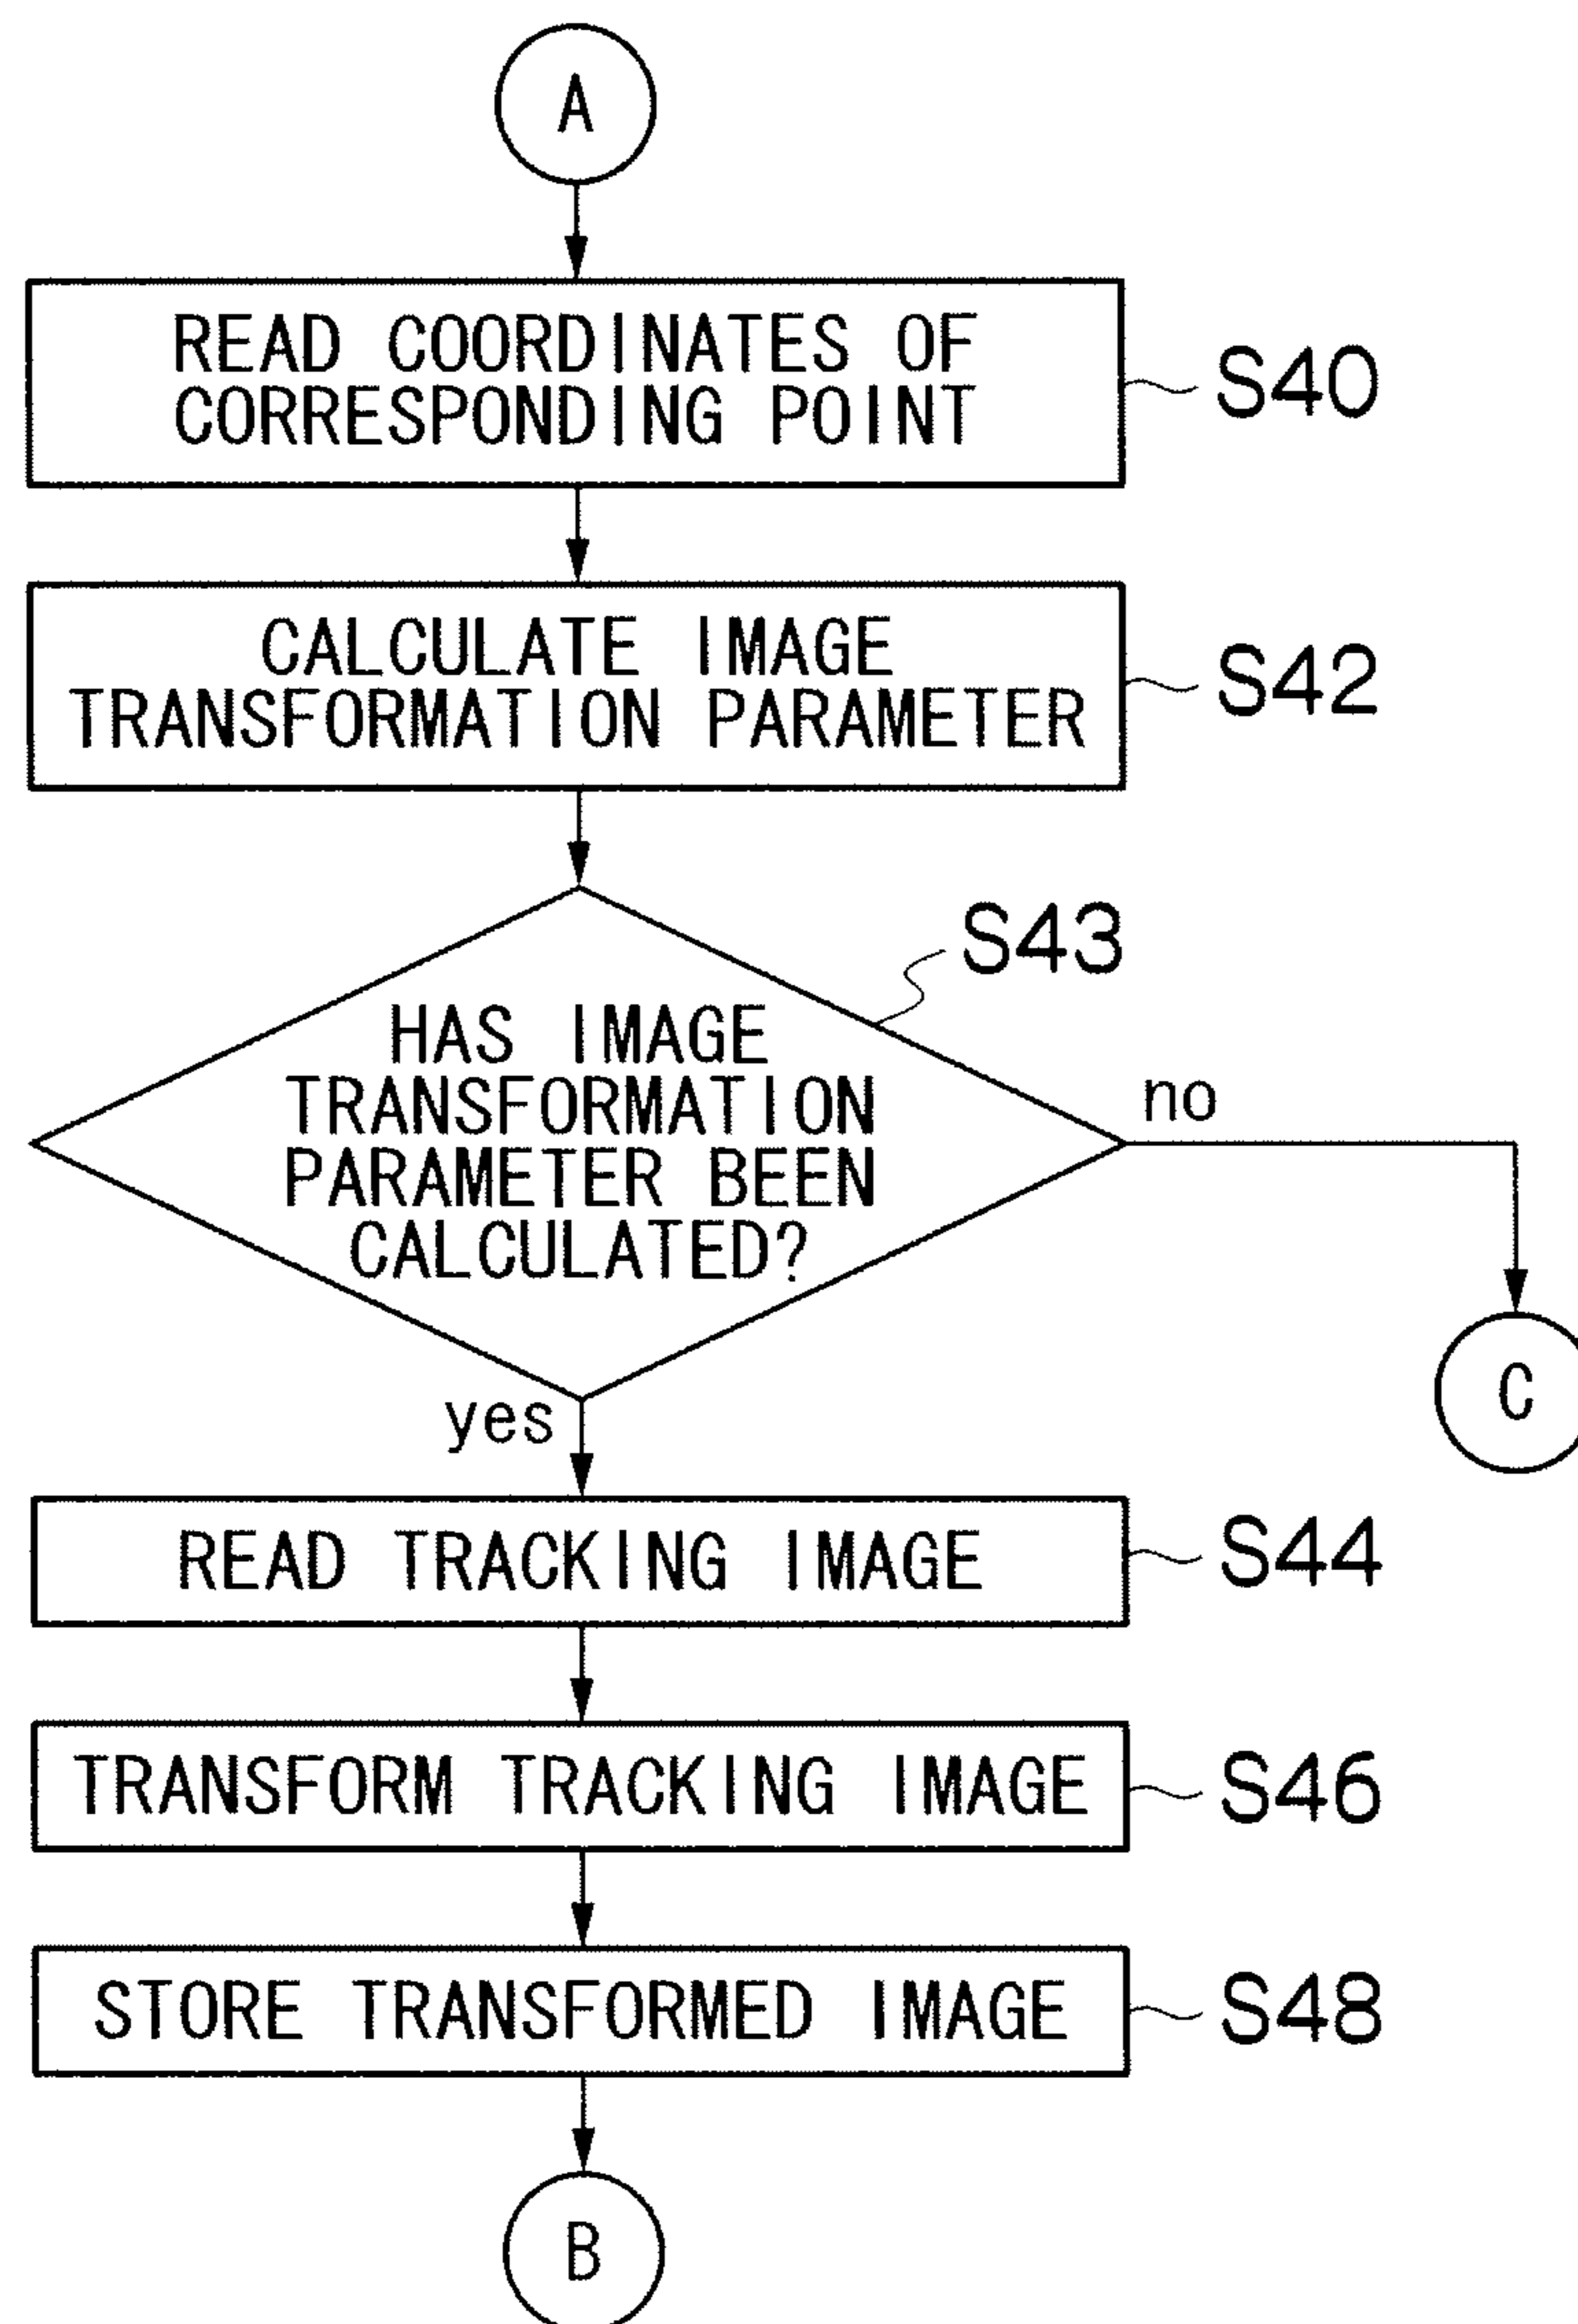 A
READ COORDINATES OF
CORRESPONDING POINT
S40
CALCULATE IMAGE
TRANSFORMATION PARAMETER
S42
S43
HAS IMAGE
TRANSFORMATION
PARAMETER BEEN
CALCULATED?
no
C
yes
READ TRACKING IMAGE
S44
TRANSFORM TRACKING IMAGE
S46
STORE TRANSFORMED IMAGE
S48
B